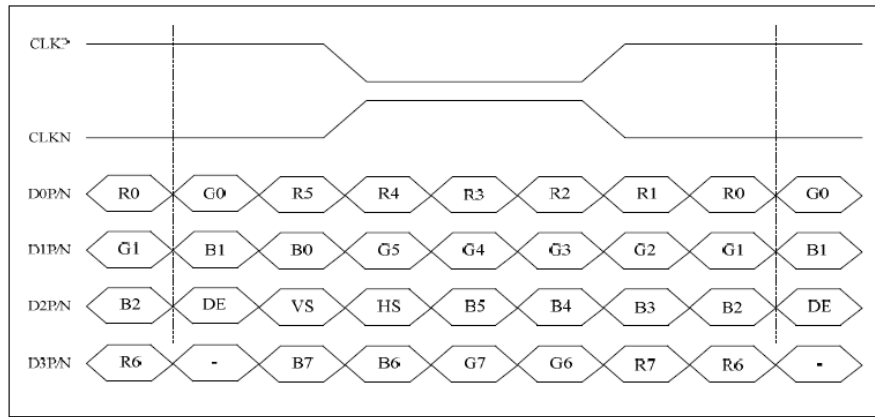 CLKP
CLKN
D0P/N R0 G0 R5 R4 R3 R2 R1 R0 G0
D1P/N G1 B1 B0 G5 G4 G3 G2 G1 B1
D2P/N B2 DE VS HS B5 B4 B3 B2 DE
D3P/N R6 - B7 B6 G7 G6 R7 R6 -